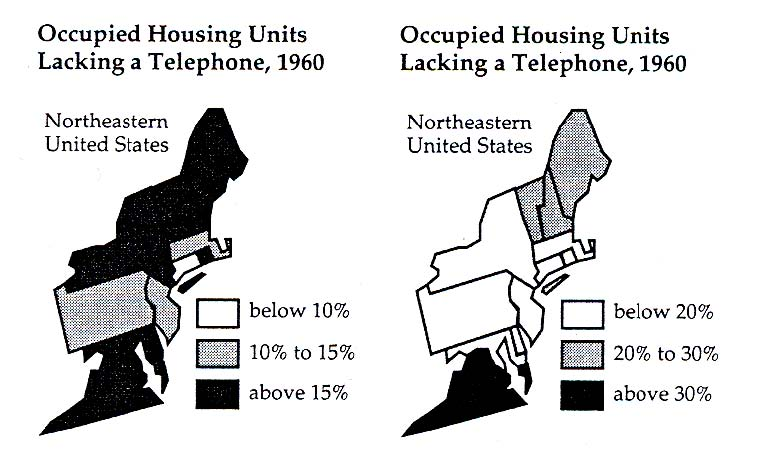 Occupied Housing Units
Lacking a Telephone, 1960
Northeastern
United States
below 10%
10% to 15%
above 15%
Occupied Housing Units
Lacking a Telephone, 1960
Northeastern
United States
below 20%
20% to 30%
above 30%